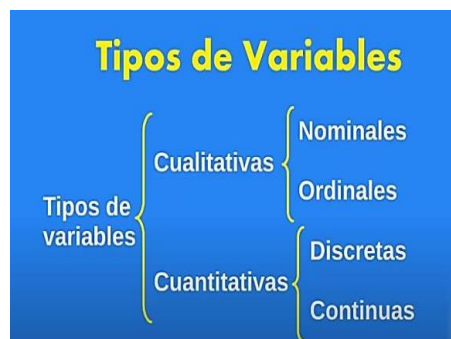 Tipos de Variables
Tipos de
variables
Cualitativas
Nominales
Ordinales
Cuantitativas
Discretas
Continuas